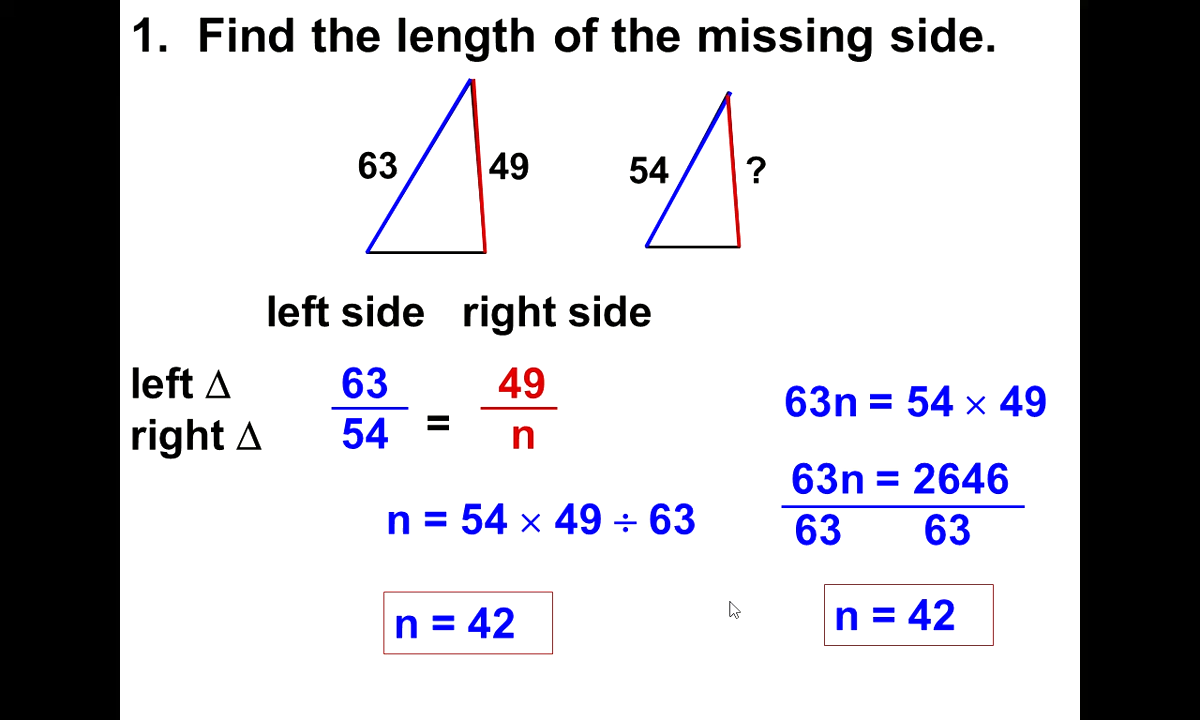 1. Find the length of the missing side.
63 49 54 ?
left side right side
left Δ 63 = 49
right Δ 54 n
n = 54 × 49 ÷ 63
n = 42
63n = 54 × 49
63n = 2646
63 63
n = 42